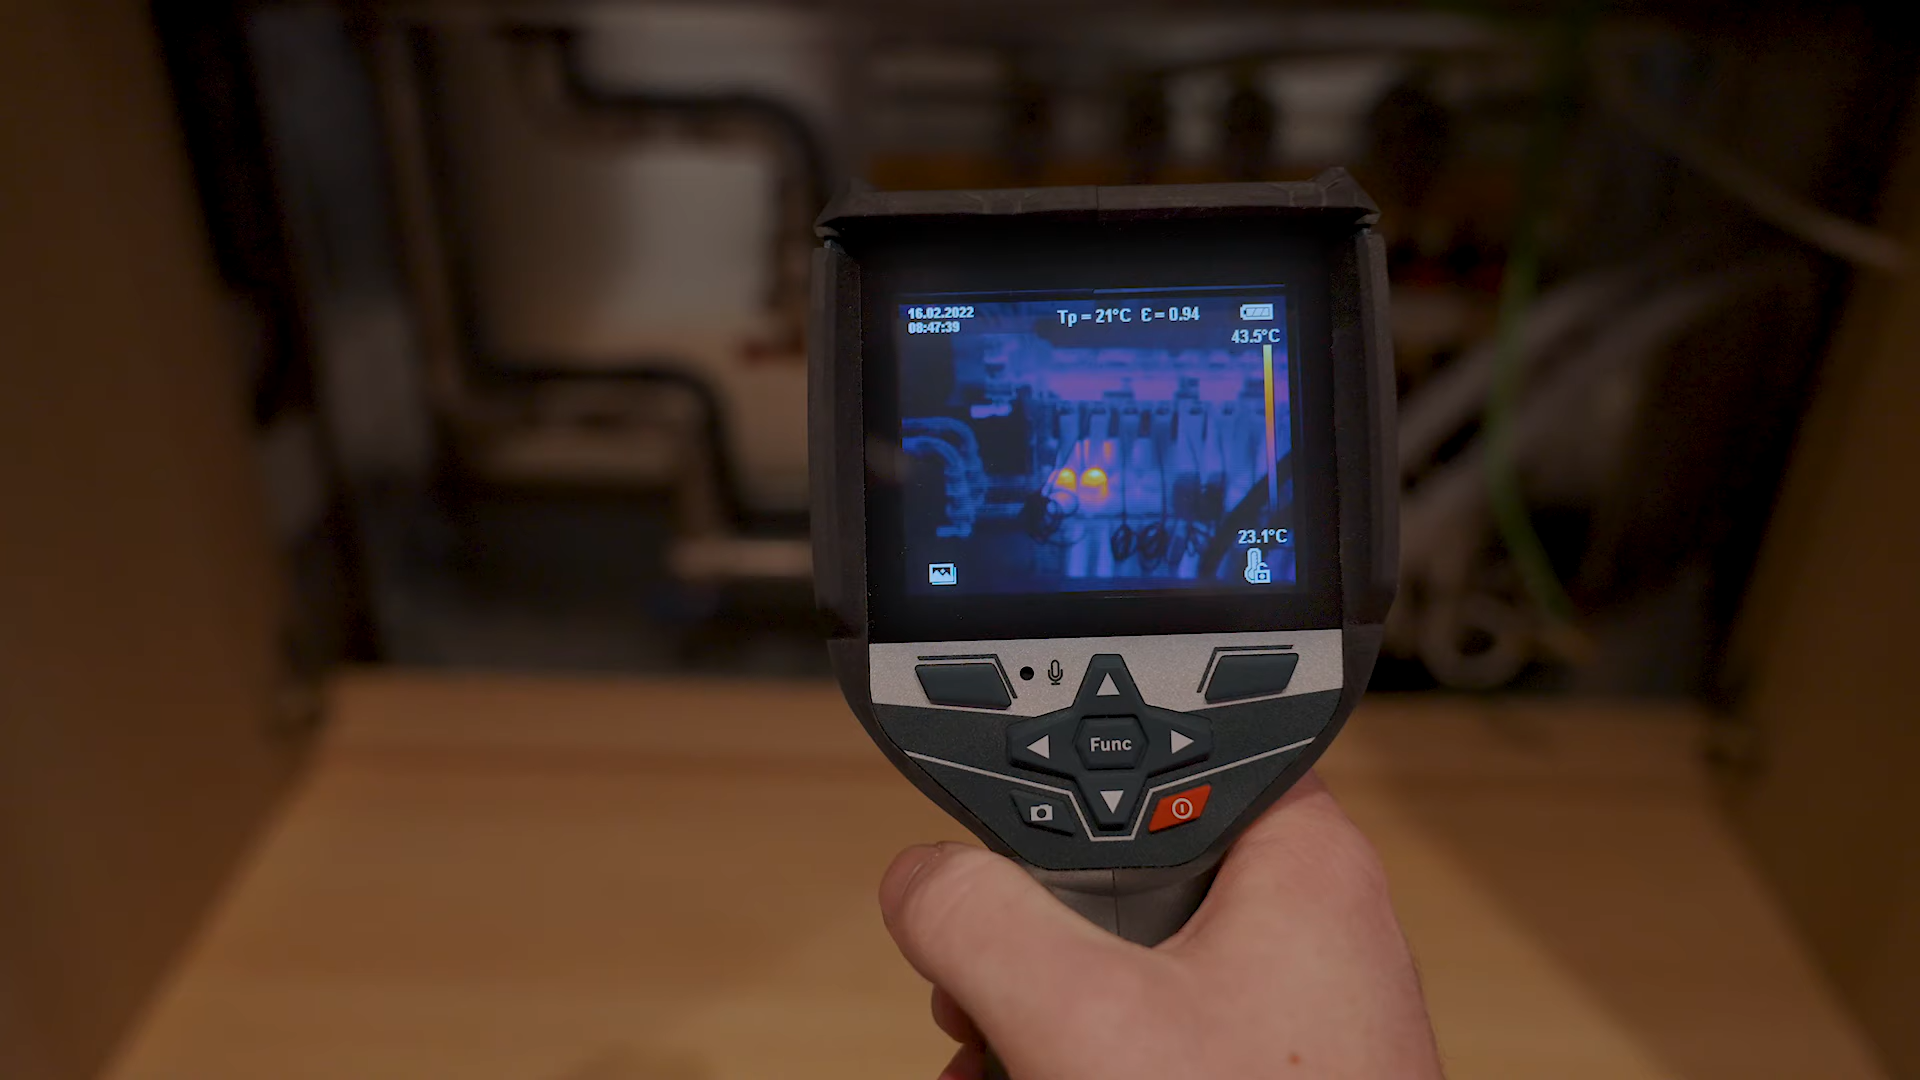 16.02.2022
08:47:39
Tp = 21°C ε = 0.94
43.5°C
23.1°C
Func